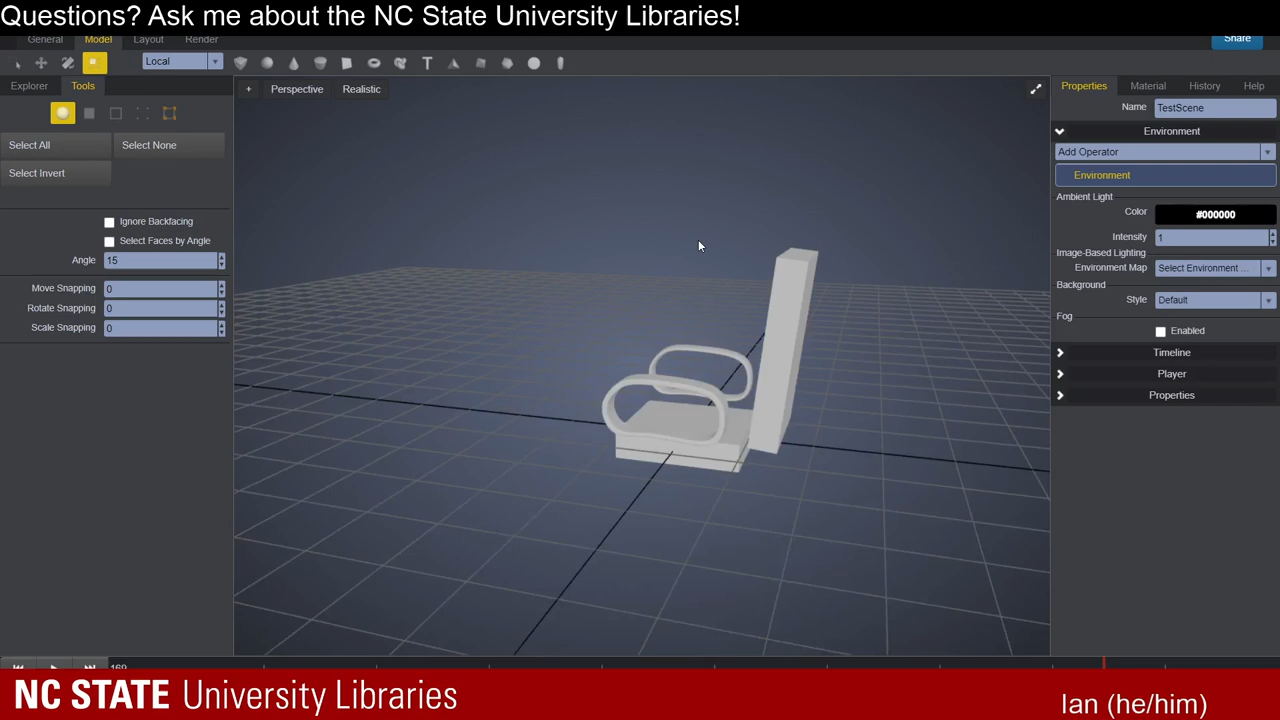 Questions? Ask me about the NC State University Libraries!
General Model Layout Render Share
Local
Explorer Tools + Perspective Realistic Properties Material History Help
Name TestScene
Environment
Select All Select None Add Operator
Select Invert Environment
Ambient Light
Color #000000
Ignore Backfacing
Intensity 1
Select Faces by Angle
Image-Based Lighting
Angle 15 Environment Map Select Environment ...
Background
Move Snapping 0 Style Default
Rotate Snapping 0
Fog
Scale Snapping 0 Enabled
Timeline
Player
Properties
169
NC STATE University Libraries
Ian (he/him)